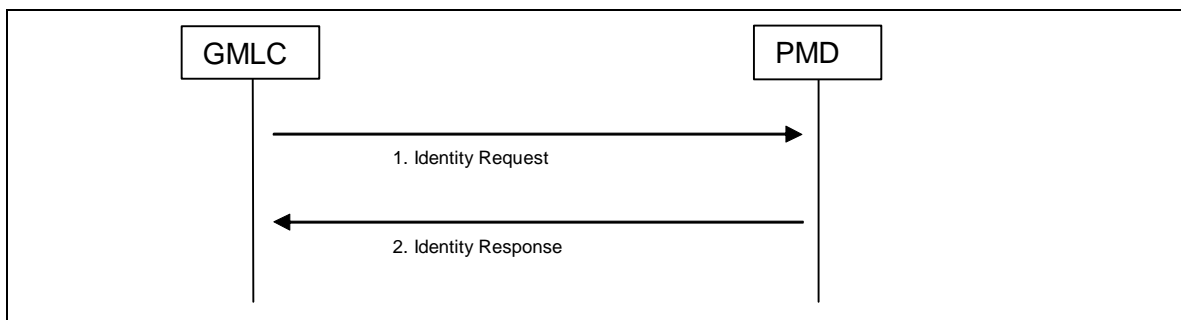 GMLC
PMD
1. Identity Request
2. Identity Response